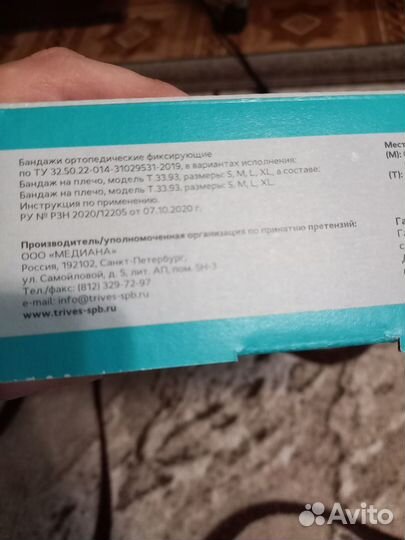 Бандажи ортопедические фиксирующие
по ТУ 32.50.22-014-31029531-2019, в вариантах исполнения:
Бандаж на плечо, модель Т.33.93, размеры: S, M, L, XL, в составе:
Бандаж на плечо, модель Т.33.93, размеры: S, M, L, XL.
Инструкция по применению.
РУ № РЗН 2020/12205 от 07.10.2020 г.
Производитель/уполномоченная организация по принятию претензий:
ООО «МЕДИАНА»
Россия, 192102, Санкт-Петербург,
ул. Самойловой, д. 5, лит. АП, пом. 5Н-3
Тел./факс: (812) 329-72-97
e-mail: info@trives-spb.ru
www.trives-spb.ru
(М):
(Т):
Avito